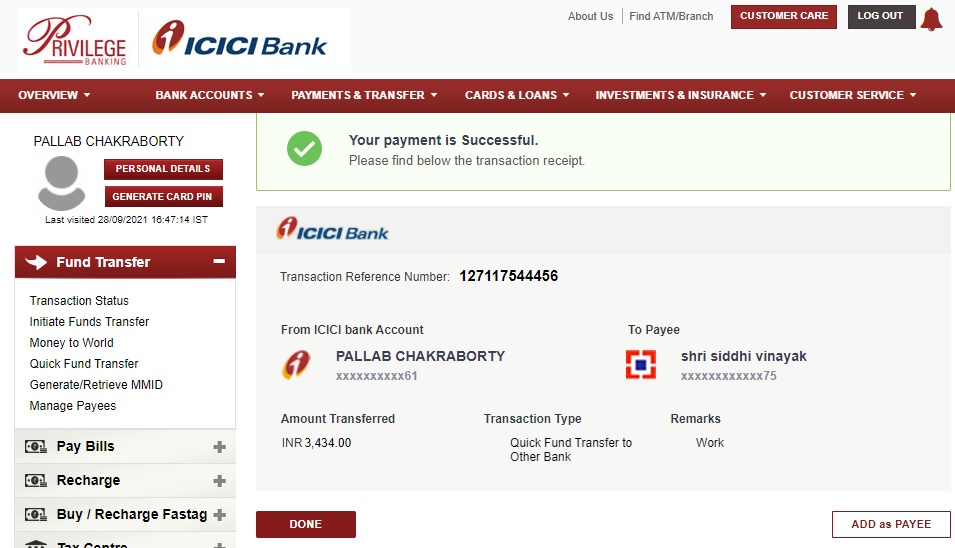 PRIVILEGE
BANKING
ICICI Bank
About Us
Find ATM/Branch
CUSTOMER CARE
LOG OUT
OVERVIEW
BANK ACCOUNTS
PAYMENTS & TRANSFER
CARDS & LOANS
INVESTMENTS & INSURANCE
CUSTOMER SERVICE
PALLAB CHAKRABORTY
PERSONAL DETAILS
GENERATE CARD PIN
Last visited 28/09/2021 16:47:14 IST
Fund Transfer
Transaction Status
Initiate Funds Transfer
Money to World
Quick Fund Transfer
Generate/Retrieve MMID
Manage Payees
Pay Bills
Recharge
Buy / Recharge Fastag
Tax Centre
Your payment is Successful.
Please find below the transaction receipt.
ICICI Bank
Transaction Reference Number: 127117544456
From ICICI bank Account
PALLAB CHAKRABORTY
xxxxxxxxxx61
To Payee
shri siddhi vinayak
xxxxxxxxxxxx75
Amount Transferred
INR 3,434.00
Transaction Type
Quick Fund Transfer to
Other Bank
Remarks
Work
DONE
ADD as PAYEE